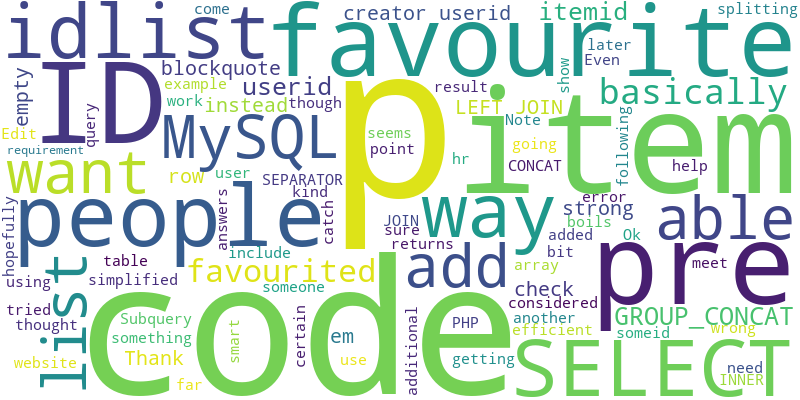 idlist
come
creator userid
itemid
splitting
favourite
later
Even
ID
blockquote
example
userid
work
instead
though
result
LEFT JOIN
show
basically
empty
query
Edit
requirement
MySQL
seems
point
Note
p
item
following
want
row
user
SEPARATOR
kind
hr
going
CONCAT
help
people
answers
catch
JOIN
sure
returns
way
strong
boils
error
able
hopefully
using
table
simplified
include
favourited
someone
added
Ok
bit
array
add
check
considered
pre
meet
list
tried
thought
code
Subquery
something
Thank
smart
certain
em
use
additional
PHP
another
efficient
getting
GROUP_CONCAT
someid
wrong
website
far
SELECT
need
INNER